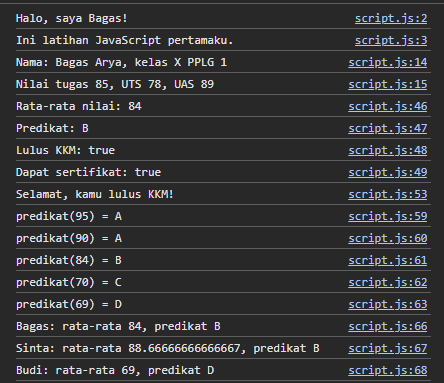 Halo, saya Bagas! script.js:2
Ini latihan JavaScript pertamaku. script.js:3
Nama: Bagas Arya, kelas X PPLG 1 script.js:14
Nilai tugas 85, UTS 78, UAS 89 script.js:15
Rata-rata nilai: 84 script.js:46
Predikat: B script.js:47
Lulus KKM: true script.js:48
Dapat sertifikat: true script.js:49
Selamat, kamu lulus KKM! script.js:53
predikat(95) = A script.js:59
predikat(90) = A script.js:60
predikat(84) = B script.js:61
predikat(70) = C script.js:62
predikat(69) = D script.js:63
Bagas: rata-rata 84, predikat B script.js:66
Sinta: rata-rata 88.66666666666667, predikat B script.js:67
Budi: rata-rata 69, predikat D script.js:68